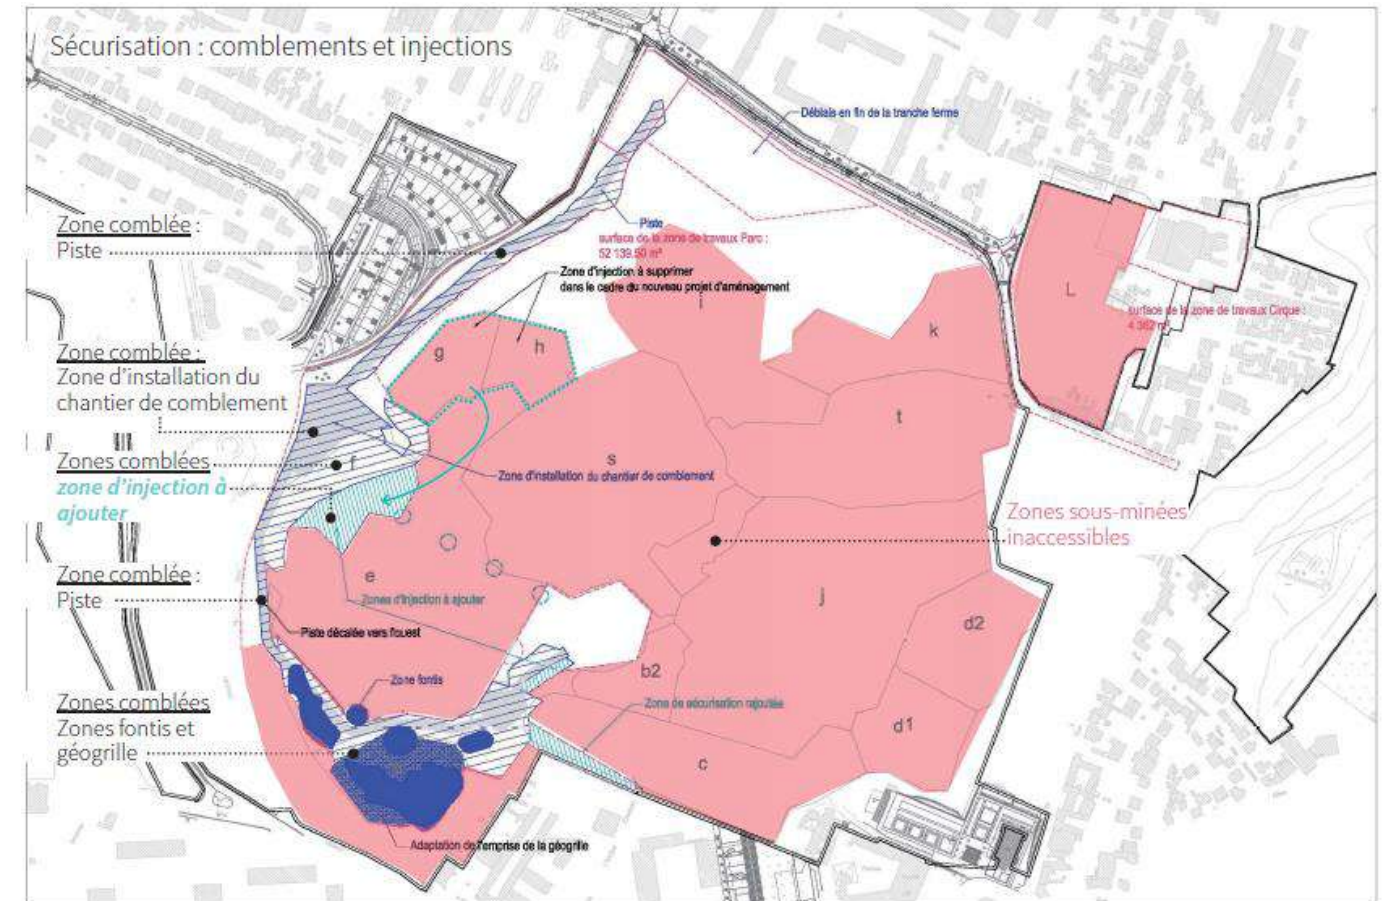 Sécurisation : comblements et injections
Déblais en fin de la tranche ferme
Zone comblée :
Piste
Piste
surface de la zone de travaux Parc :
52 139.50 m²
Zone d'injection à supprimer
dans le cadre du nouveau projet d'aménagement
L
surface de la zone de travaux Cirque :
4 362 m²
i
k
g
h
Zone comblée :
Zone d'installation du
chantier de comblement
t
s
f
Zone d'installation du chantier de comblement
Zones comblées
zone d'injection à
ajouter
Zones sous-minées
inaccessibles
Zone comblée :
Piste
e
Zones d'injection à ajouter
j
d2
Piste décalée vers l'ouest
b2
Zone fontis
Zone de sécurisation rajoutée
Zones comblées
Zones fontis et
géogrille
d1
c
Adaptation de l'emprise de la géogrille